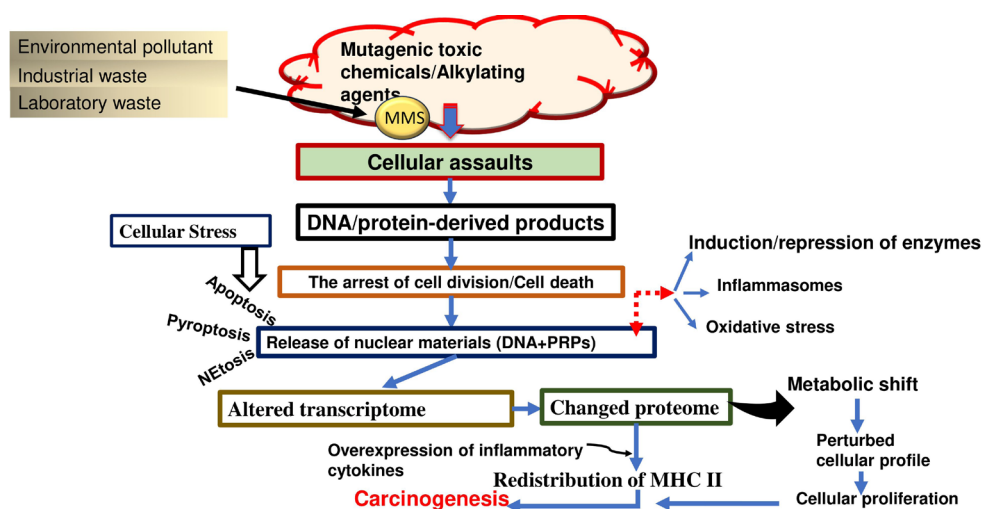 Environmental pollutant
Industrial waste
Laboratory waste
Mutagenic toxic
chemicals/Alkylating
agents
MMS
Cellular assaults
DNA/protein-derived products
Cellular Stress
The arrest of cell division/Cell death
Apoptosis
Pyroptosis
NEtosis
Release of nuclear materials (DNA+PRPs)
Induction/repression of enzymes
Inflammasomes
Oxidative stress
Altered transcriptome
Changed proteome
Metabolic shift
Perturbed
cellular profile
Cellular proliferation
Overexpression of inflammatory
cytokines
Redistribution of MHC II
Carcinogenesis